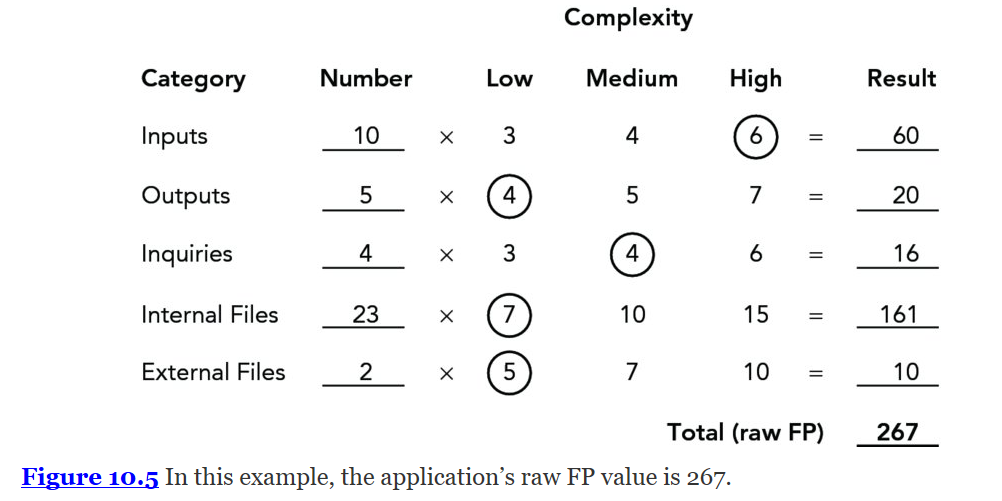 Complexity
Category Number Low Medium High Result
Inputs 10 × 3 4 6 = 60
Outputs 5 × 4 5 7 = 20
Inquiries 4 × 3 4 6 = 16
Internal Files 23 × 7 10 15 = 161
External Files 2 × 5 7 10 = 10
Total (raw FP) 267
Figure 10.5 In this example, the application’s raw FP value is 267.